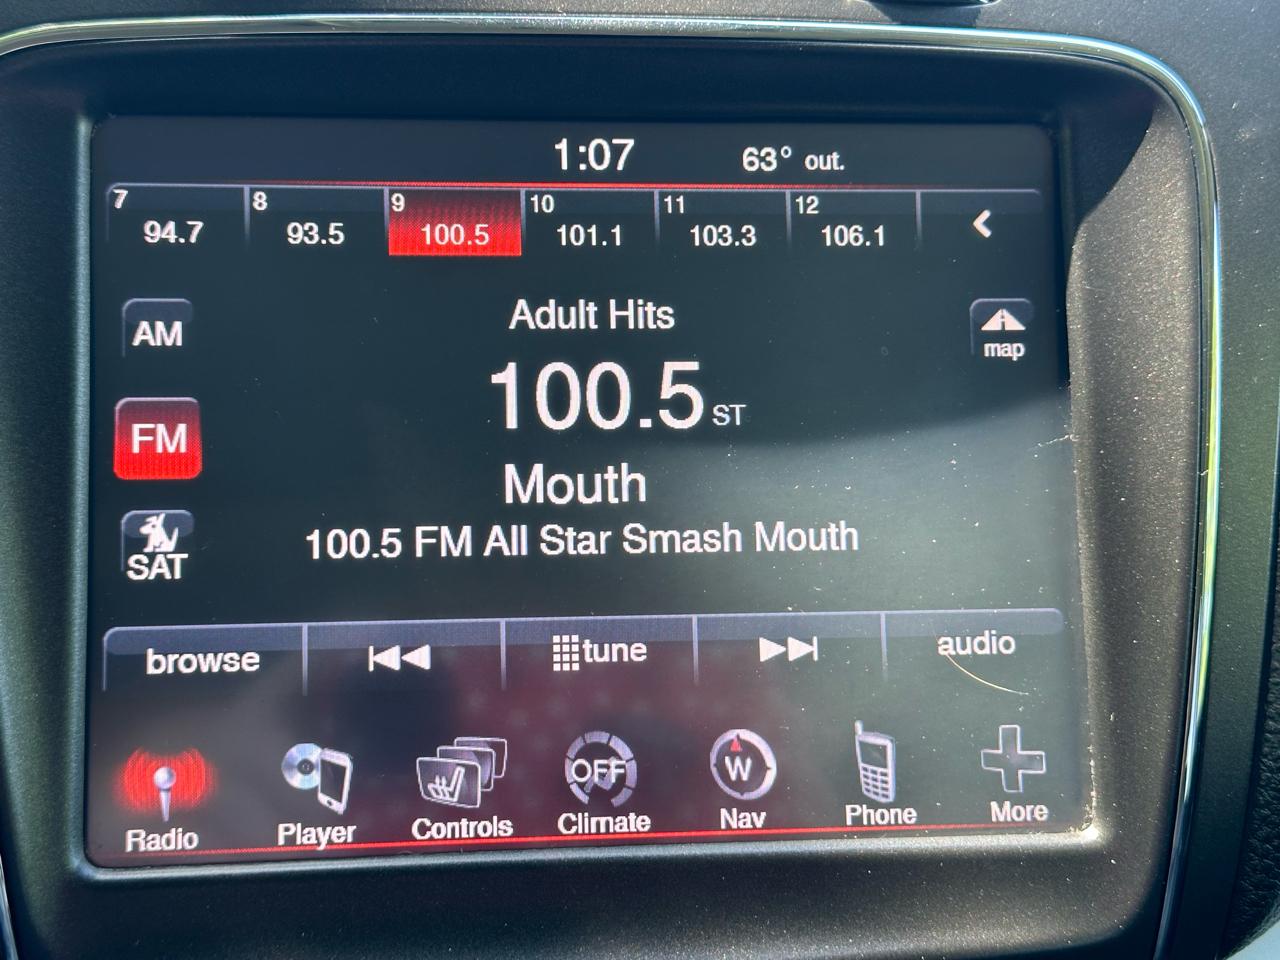 1:07 63° out.
7 8 9 10 11 12
94.7 93.5 100.5 101.1 103.3 106.1
AM
Adult Hits
map
100.5 ST
FM
Mouth
100.5 FM All Star Smash Mouth
SAT
browse tune audio
OFF W
Radio Player Controls Climate Nav Phone More